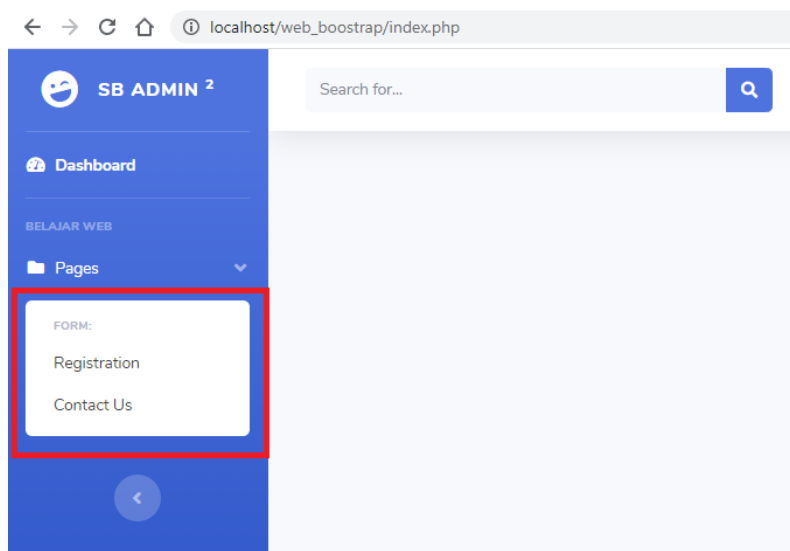 localhost/web_boostrap/index.php
SB ADMIN 2
Search for...
Dashboard
BELAJAR WEB
Pages
FORM:
Registration
Contact Us